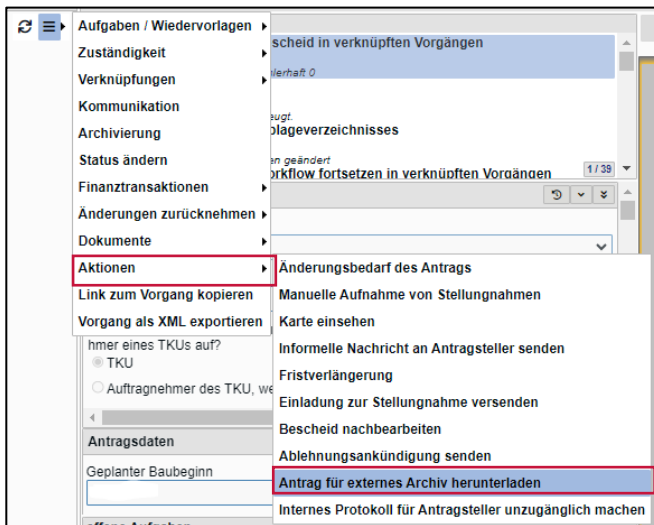 Aufgaben / Wiedervorlagen
Zuständigkeit
Verknüpfungen
Kommunikation
Archivierung
Status ändern
Finanztransaktionen
Änderungen zurücknehmen
Dokumente
Aktionen
Link zum Vorgang kopieren
Vorgang als XML exportieren
scheid in verknüpften Vorgängen
lerhaft 0
eugt.
lageverzeichnisses
en geändert
orkflow fortsetzen in verknüpften Vorgängen
1 / 39
Änderungsbedarf des Antrags
Manuelle Aufnahme von Stellungnahmen
Karte einsehen
Informelle Nachricht an Antragsteller senden
Fristverlängerung
Einladung zur Stellungnahme versenden
Bescheid nachbearbeiten
Ablehnungsankündigung senden
Antrag für externes Archiv herunterladen
Internes Protokoll für Antragsteller unzugänglich machen
hmer eines TKUs auf?
TKU
Auftragnehmer des TKU, we
Antragsdaten
Geplanter Baubeginn